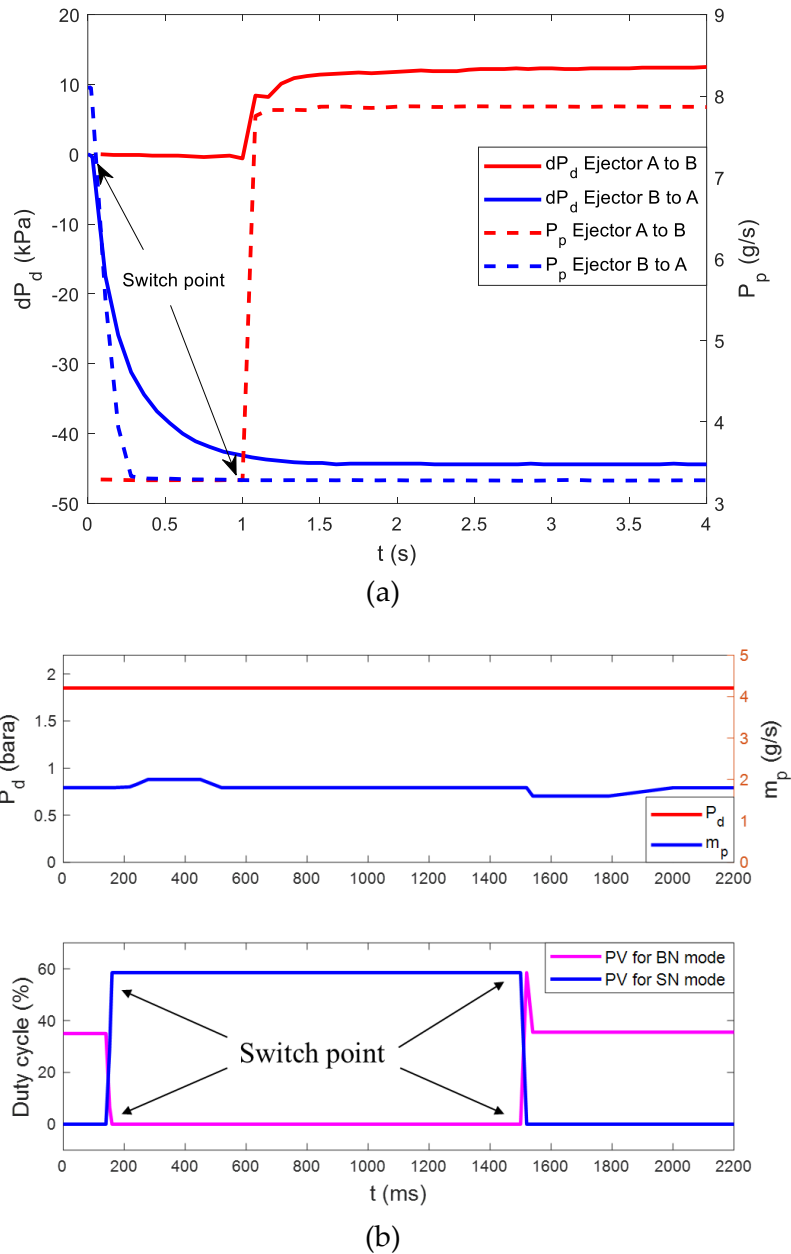 20
10
0
-10
-20
-30
-40
-50
dP_d (kPa)
9
8
7
6
5
4
3
P_p (g/s)
dP_d Ejector A to B
dP_d Ejector B to A
P_p Ejector A to B
P_p Ejector B to A
Switch point
0 0.5 1 1.5 2 2.5 3 3.5 4
t (s)
(a)
2
1.5
1
0.5
0
P_d (bara)
5
4
3
2
1
0
m_p (g/s)
P_d
m_p
0 200 400 600 800 1000 1200 1400 1600 1800 2000 2200
60
40
20
0
Duty cycle (%)
PV for BN mode
PV for SN mode
Switch point
0 200 400 600 800 1000 1200 1400 1600 1800 2000 2200
t (ms)
(b)